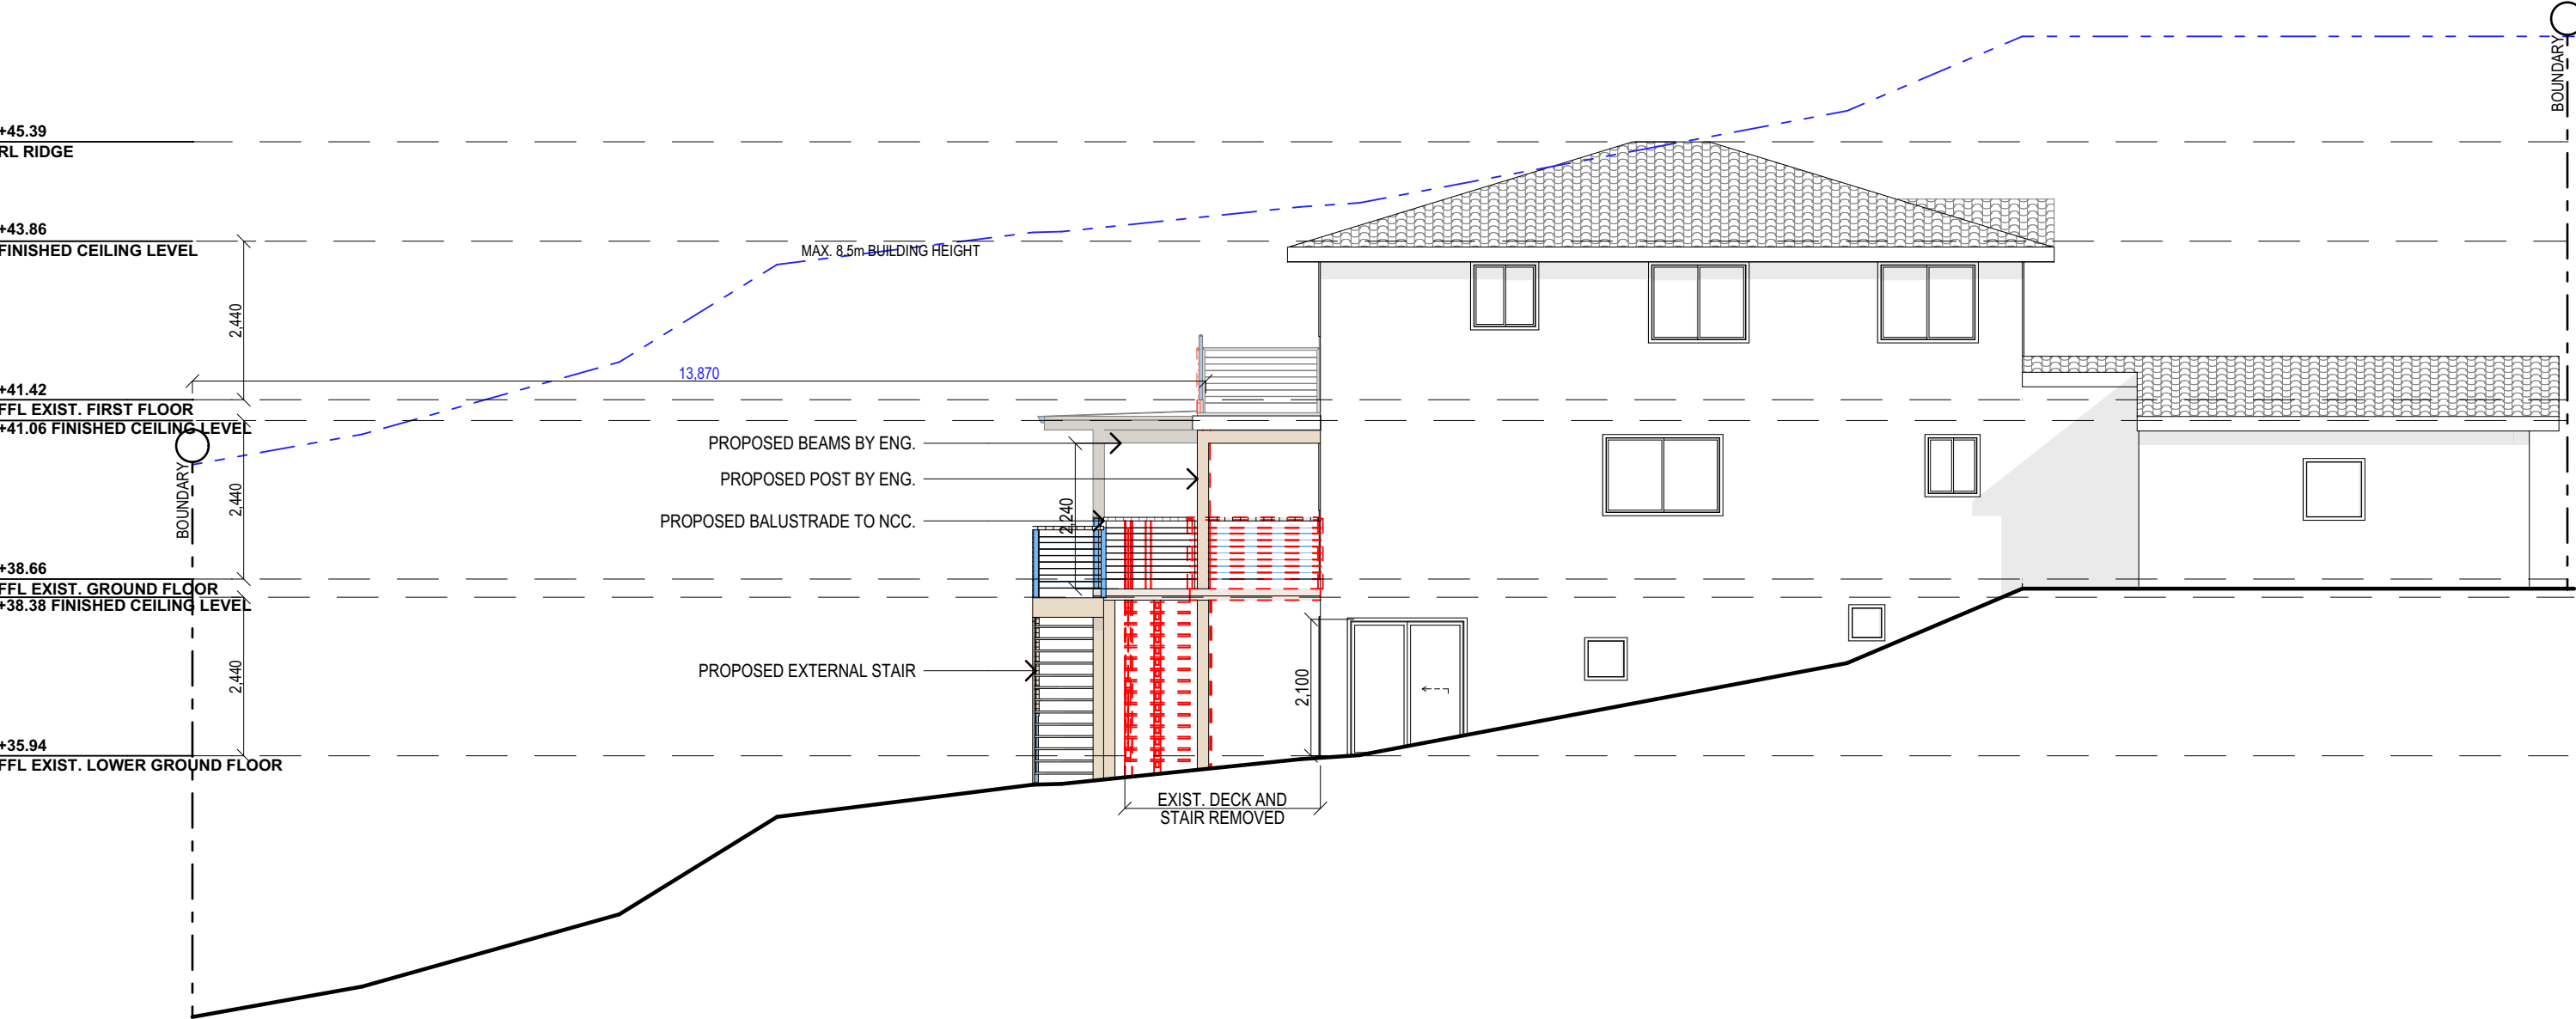 BOUNDARY
+45.39
RL RIDGE
+43.86
FINISHED CEILING LEVEL
MAX. 8.5m BUILDING HEIGHT
2,440
13,870
+41.42
FFL EXIST. FIRST FLOOR
+41.06 FINISHED CEILING LEVEL
PROPOSED BEAMS BY ENG.
PROPOSED POST BY ENG.
BOUNDARY
2,440
2,240
PROPOSED BALUSTRADE TO NCC.
+38.66
FFL EXIST. GROUND FLOOR
+38.38 FINISHED CEILING LEVEL
PROPOSED EXTERNAL STAIR
2,440
2,100
+35.94
FFL EXIST. LOWER GROUND FLOOR
EXIST. DECK AND
STAIR REMOVED